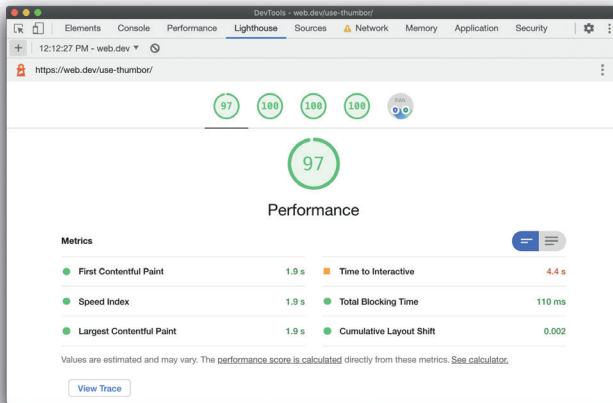 DevTools - web.dev/use-thumbor/
Elements Console Performance Lighthouse Sources Network Memory Application Security
12:12:27 PM - web.dev
https://web.dev/use-thumbor/
97 100 100 100 PWA
97
Performance
Metrics
First Contentful Paint 1.9 s Time to Interactive 4.4 s
Speed Index 1.9 s Total Blocking Time 110 ms
Largest Contentful Paint 1.9 s Cumulative Layout Shift 0.002
Values are estimated and may vary. The performance score is calculated directly from these metrics. See calculator.
View Trace